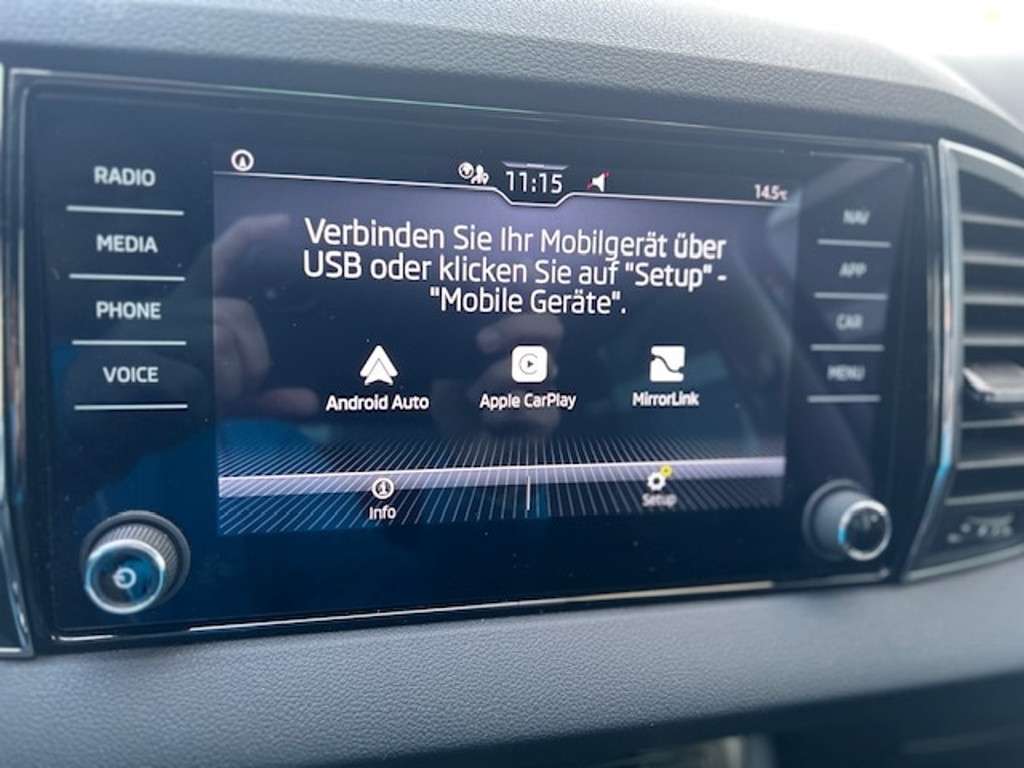 RADIO
MEDIA
PHONE
VOICE
11:15
14.5°C
Verbinden Sie Ihr Mobilgerät über
USB oder klicken Sie auf "Setup" -
"Mobile Geräte".
Android Auto
Apple CarPlay
MirrorLink
Info
Setup
NAV
APP
CAR
MENU